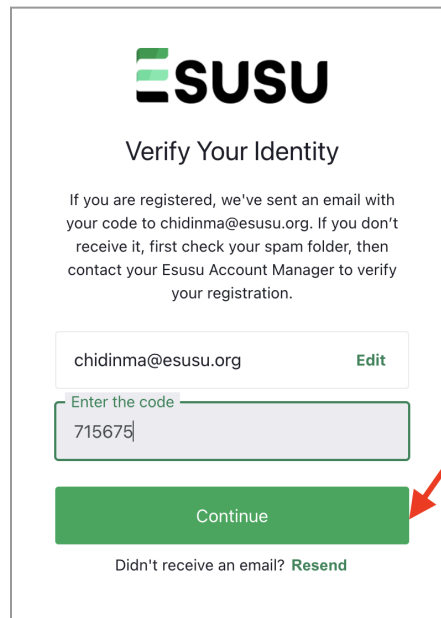 ESUSU
Verify Your Identity
If you are registered, we've sent an email with
your code to chidinma@esusu.org. If you don’t
receive it, first check your spam folder, then
contact your Esusu Account Manager to verify
your registration.
chidinma@esusu.org Edit
Enter the code
715675
Continue
Didn't receive an email? Resend